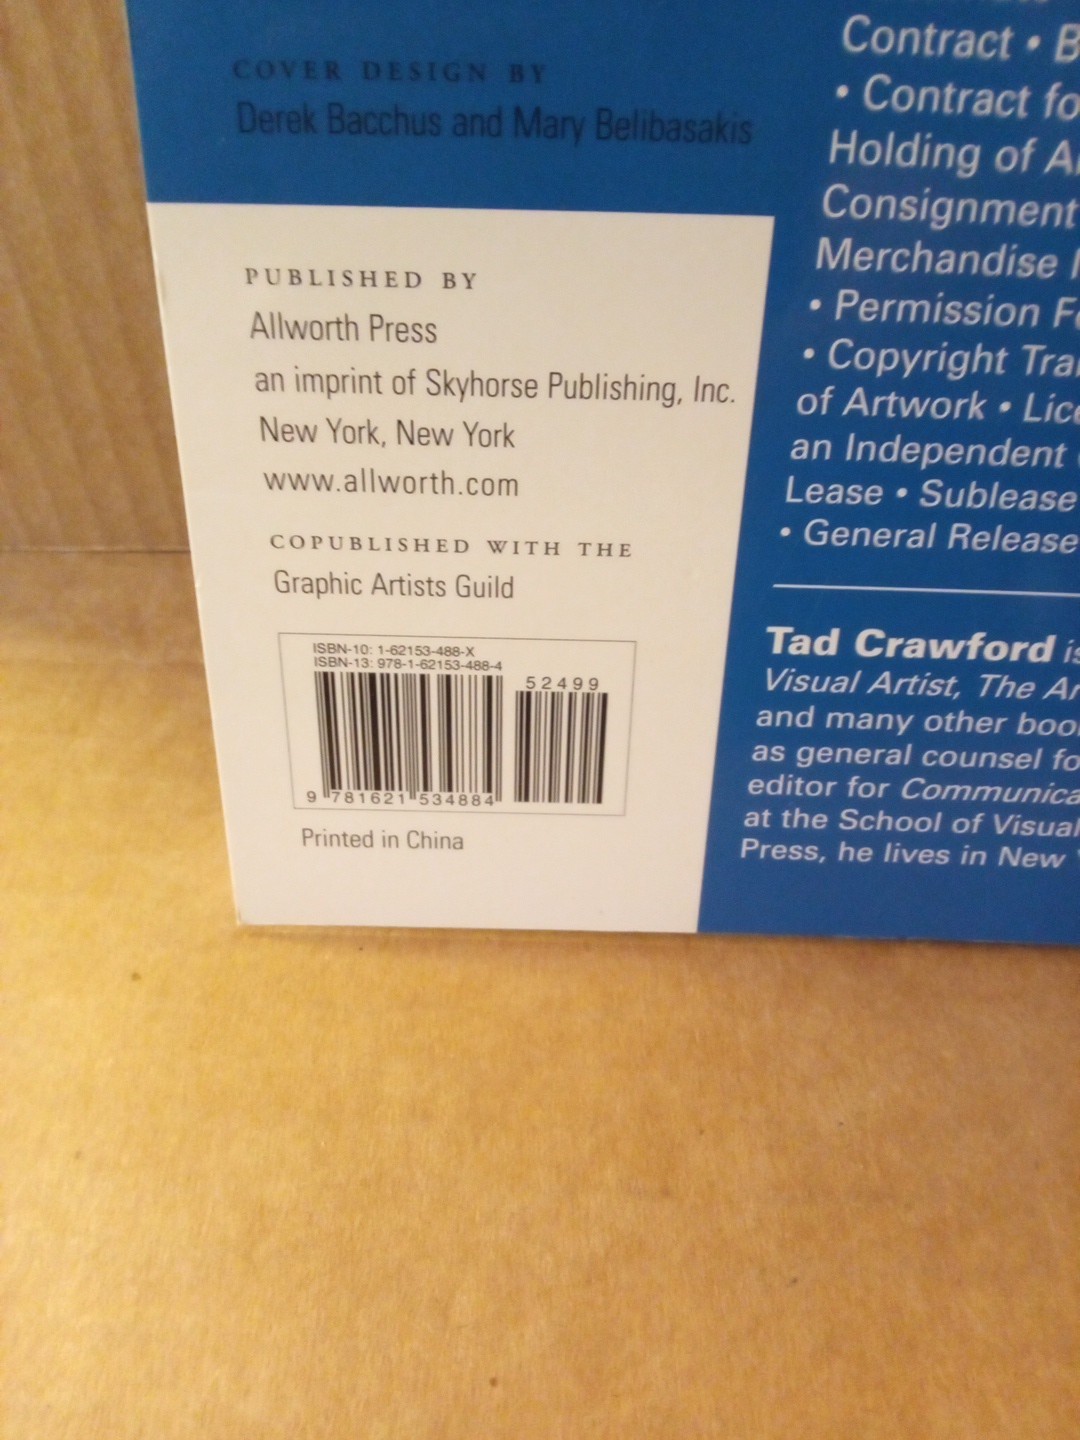 COVER DESIGN BY
Derek Bacchus and Mary Belibasakis
PUBLISHED BY
Allworth Press
an imprint of Skyhorse Publishing, Inc.
New York, New York
www.allworth.com
COPUBLISHED WITH THE
Graphic Artists Guild
ISBN-10: 1-62153-488-X
ISBN-13: 978-1-62153-488-4
52499
9 781621 534884
Printed in China
Contract •
• Contract
Holding of
Consignment
Merchandise
• Permission
• Copyright
of Artwork •
an Independent
Lease • Sublease
• General Release
Tad Crawford
Visual Artist, The
and many other
as general counsel
editor for
at the School of Visual
Press, he lives in New